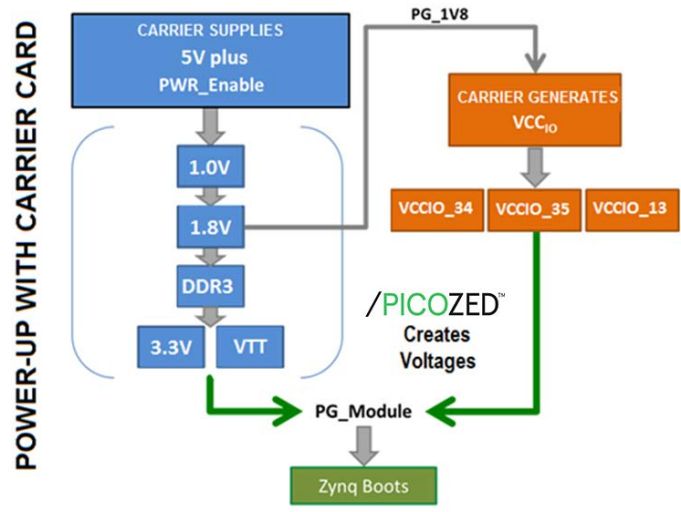 POWER-UP WITH CARRIER CARD
CARRIER SUPPLIES
5V plus
PWR_Enable
PG_1V8
CARRIER GENERATES
VCCIO
1.0V
1.8V
DDR3
3.3V VTT
VCCIO_34 VCCIO_35 VCCIO_13
/PICOZED™
Creates
Voltages
PG_Module
Zynq Boots